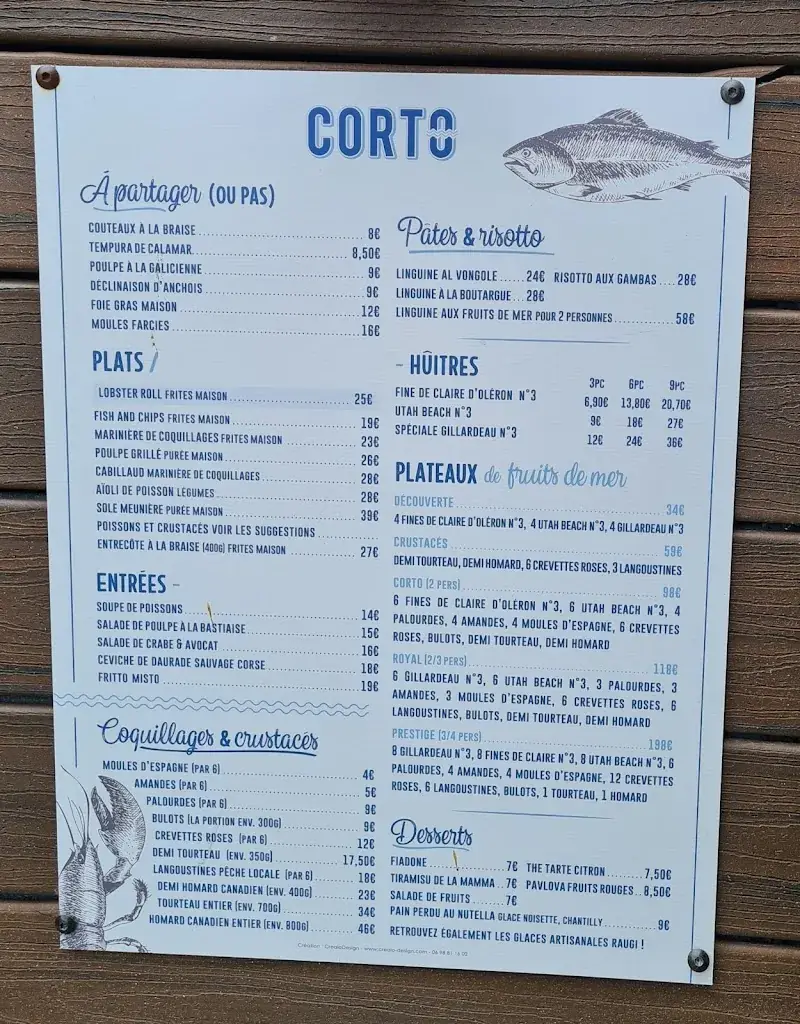 CORTO
À partager (OU PAS)
COUTEAUX À LA BRAISE 8€
TEMPURA DE CALAMAR 8,50€
POULPE À LA GALICIENNE 9€
DÉCLINAISON D'ANCHOIS 9€
FOIE GRAS MAISON 12€
MOULES FARCIES 16€
PLATS /
LOBSTER ROLL FRITES MAISON 25€
FISH AND CHIPS FRITES MAISON 19€
MARINIÈRE DE COQUILLAGES FRITES MAISON 23€
POULPE GRILLÉ PURÉE MAISON 26€
CABILLAUD MARINIÈRE DE COQUILLAGES 28€
AÏOLI DE POISSON LÉGUMES 28€
SOLE MEUNIÈRE PURÉE MAISON 39€
POISSONS ET CRUSTACÉS VOIR LES SUGGESTIONS
ENTRECÔTE À LA BRAISE (400G) FRITES MAISON 27€
ENTRÉES -
SOUPE DE POISSONS 14€
SALADE DE POULPE À LA BASTIAISE 15€
SALADE DE CRABE & AVOCAT 16€
CEVICHE DE DAURADE SAUVAGE CORSE 18€
FRITTO MISTO 19€
Coquillages & crustacés
MOULES D'ESPAGNE (PAR 6) 4€
AMANDES (PAR 6) 5€
PALOURDES (PAR 6) 9€
BULOTS (LA PORTION ENV. 300G) 9€
CREVETTES ROSES (PAR 6) 12€
DEMI TOURTEAU (ENV. 350G) 17,50€
LANGOUSTINES PÊCHE LOCALE (PAR 6) 18€
DEMI HOMARD CANADIEN (ENV. 400G) 23€
TOURTEAU ENTIER (ENV. 700G) 34€
HOMARD CANADIEN ENTIER (ENV. 800G) 46€
Pâtes & risotto
LINGUINE AL VONGOLE 24€ RISOTTO AUX GAMBAS 28€
LINGUINE À LA BOUTARGUE 28€
LINGUINE AUX FRUITS DE MER POUR 2 PERSONNES 58€
- HUÎTRES
3PC 6PC 9PC
FINE DE CLAIRE D'OLÉRON N°3 6,90€ 13,80€ 20,70€
UTAH BEACH N°3 9€ 18€ 27€
SPÉCIALE GILLARDEAU N°3 12€ 24€ 36€
PLATEAUX de fruits de mer
DÉCOUVERTE 34€
4 FINES DE CLAIRE D'OLÉRON N°3, 4 UTAH BEACH N°3, 4 GILLARDEAU N°3
CRUSTACÉS 59€
DEMI TOURTEAU, DEMI HOMARD, 6 CREVETTES ROSES, 3 LANGOUSTINES
CORTO (2 PERS) 98€
6 FINES DE CLAIRE D'OLÉRON N°3, 6 UTAH BEACH N°3, 4
PALOURDES, 4 AMANDES, 4 MOULES D'ESPAGNE, 6 CREVETTES
ROSES, BULOTS, DEMI TOURTEAU, DEMI HOMARD
ROYAL (2/3 PERS) 118€
6 GILLARDEAU N°3, 6 UTAH BEACH N°3, 3 PALOURDES, 3
AMANDES, 3 MOULES D'ESPAGNE, 6 CREVETTES ROSES, 6
LANGOUSTINES, BULOTS, DEMI TOURTEAU, DEMI HOMARD
PRESTIGE (3/4 PERS) 198€
8 GILLARDEAU N°3, 8 FINES DE CLAIRE N°3, 8 UTAH BEACH N°3, 6
PALOURDES, 4 AMANDES, 4 MOULES D'ESPAGNE, 12 CREVETTES
ROSES, 6 LANGOUSTINES, BULOTS, 1 TOURTEAU, 1 HOMARD
Desserts
FIADONE 7€ THE TARTE CITRON 7,50€
TIRAMISU DE LA MAMMA 7€ PAVLOVA FRUITS ROUGES 8,50€
SALADE DE FRUITS 7€
PAIN PERDU AU NUTELLA GLACE NOISETTE, CHANTILLY 9€
RETROUVEZ ÉGALEMENT LES GLACES ARTISANALES RAUGI !
Création : CreatoDesign - www.creato-design.com